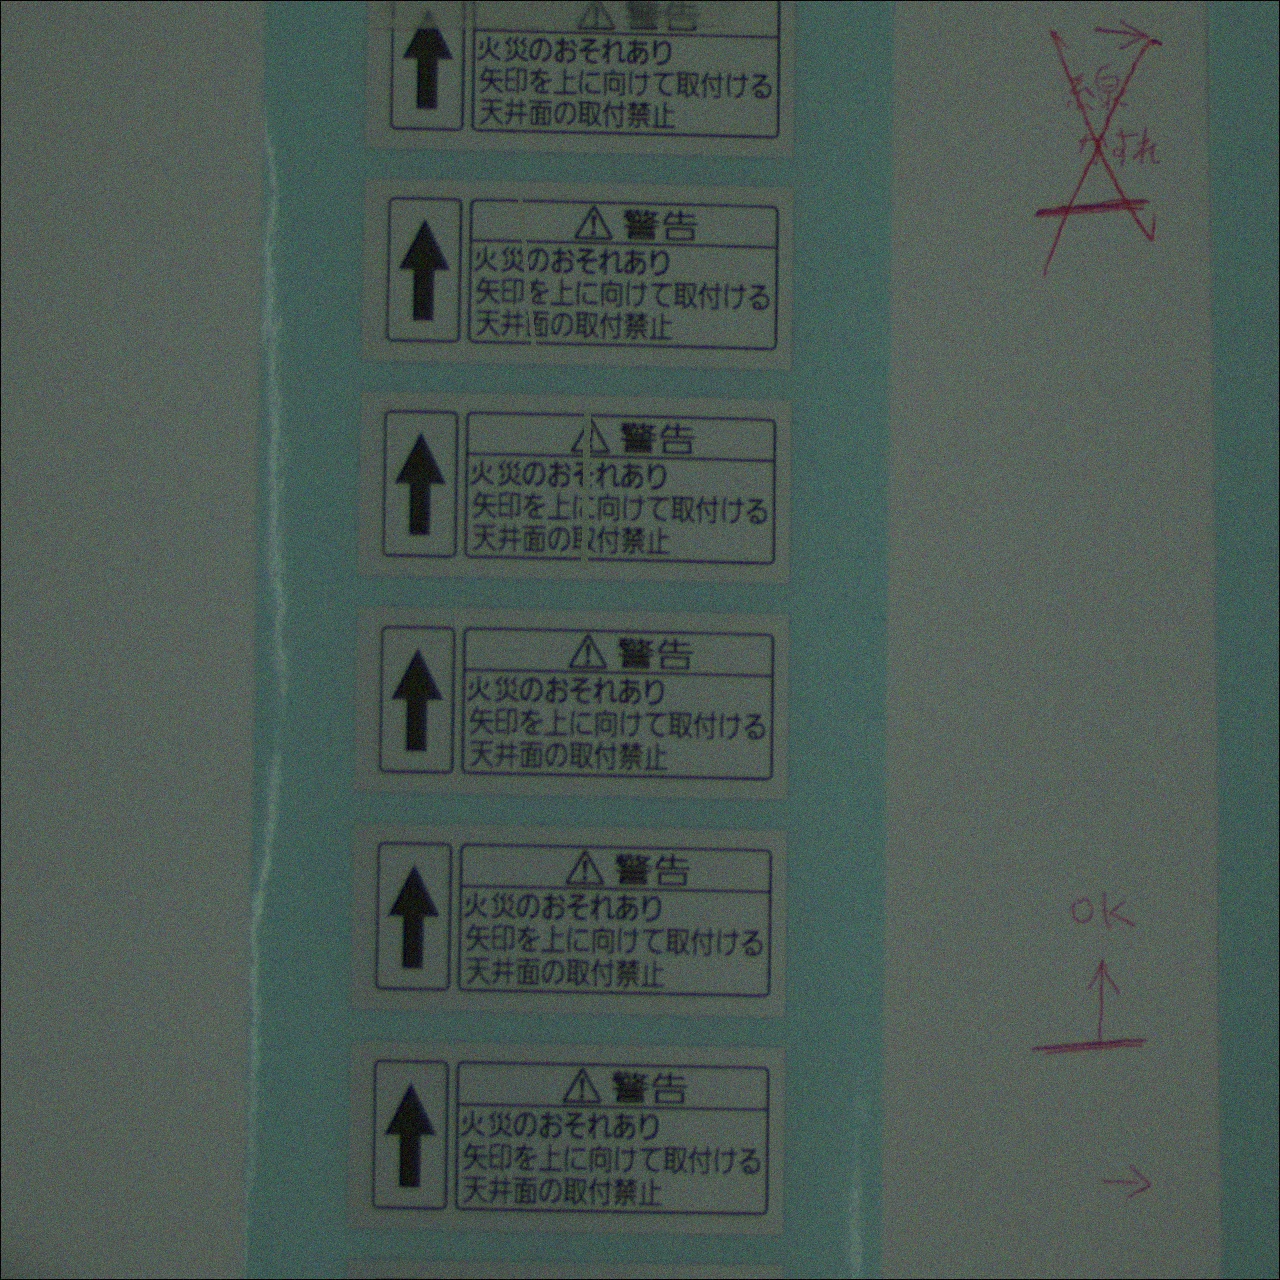 ⚠警告
火災のおそれあり
矢印を上に向けて取付ける
天井面の取付禁止
⚠警告
火災のおそれあり
矢印を上に向けて取付ける
天井面の取付禁止
⚠警告
火災のおそれあり
矢印を上に向けて取付ける
天井面の取付禁止
⚠警告
火災のおそれあり
矢印を上に向けて取付ける
天井面の取付禁止
⚠警告
火災のおそれあり
矢印を上に向けて取付ける
天井面の取付禁止
⚠警告
火災のおそれあり
矢印を上に向けて取付ける
天井面の取付禁止
→
線
かすれ
OK
↑
→